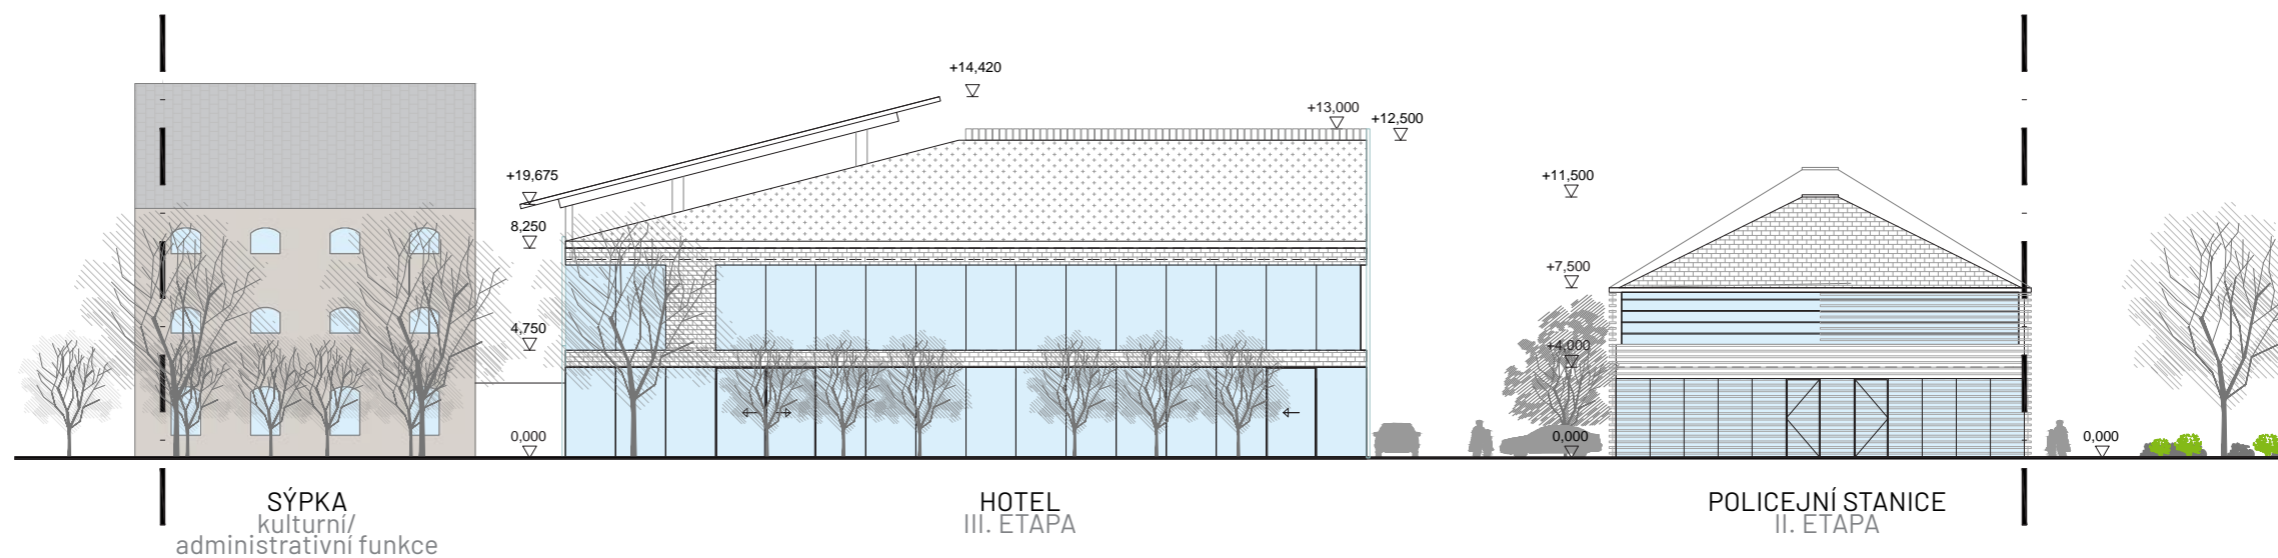 +14,420
+13,000
+12,500
+19,675
+11,500
8,250
+7,500
4,750
+4,000
0,000
0,000
0,000
SÝPKA
kulturní/
administrativní funkce
HOTEL
III. ETAPA
POLICEJNÍ STANICE
II. ETAPA